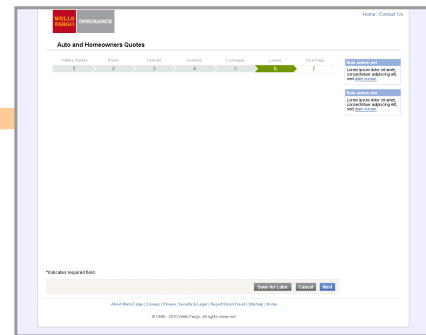 WELLS FARGO
INSURANCE
Home | Contact Us
Auto and Homeowners Quotes
Getting Started
Drivers
Vehicles
Coverages
Losses
Final Page
1
2
3
4
5
6
7
Lorem ipsum dolor sit amet,
consectetuer adipiscing elit,
sed diam nonum.
Lorem ipsum dolor sit amet,
consectetuer adipiscing elit,
sed diam nonum.
*Indicates required field.
Save for Later
Cancel
Next
About Wells Fargo | Careers | Privacy, Security & Legal | Report Email Fraud | Sitemap | Home
© 1999 - 2010 Wells Fargo. All rights reserved.